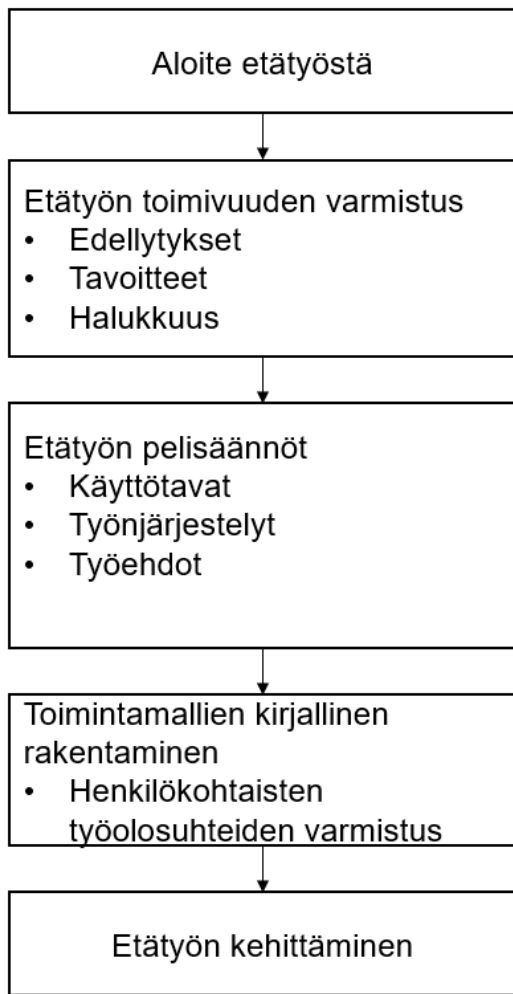 Aloite etätyöstä
Etätyön toimivuuden varmistus
• Edellytykset
• Tavoitteet
• Halukkuus
Etätyön pelisäännöt
• Käyttötavat
• Työnjärjestelyt
• Työehdot
Toimintamallien kirjallinen
rakentaminen
• Henkilökohtaisten
työolosuhteiden varmistus
Etätyön kehittäminen